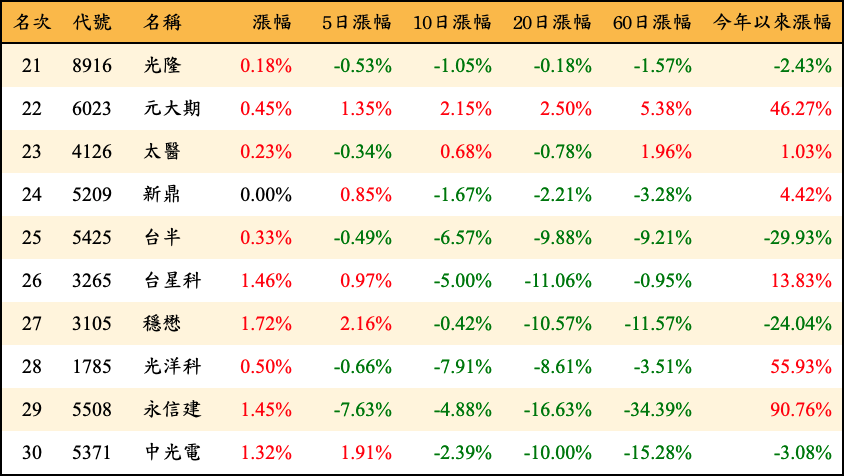 名次 代號 名稱 漲幅 5日漲幅 10日漲幅 20日漲幅 60日漲幅 今年以來漲幅
21 8916 光隆 0.18% -0.53% -1.05% -0.18% -1.57% -2.43%
22 6023 元大期 0.45% 1.35% 2.15% 2.50% 5.38% 46.27%
23 4126 太醫 0.23% -0.34% 0.68% -0.78% 1.96% 1.03%
24 5209 新鼎 0.00% 0.85% -1.67% -2.21% -3.28% 4.42%
25 5425 台半 0.33% -0.49% -6.57% -9.88% -9.21% -29.93%
26 3265 台星科 1.46% 0.97% -5.00% -11.06% -0.95% 13.83%
27 3105 穩懋 1.72% 2.16% -0.42% -10.57% -11.57% -24.04%
28 1785 光洋科 0.50% -0.66% -7.91% -8.61% -3.51% 55.93%
29 5508 永信建 1.45% -7.63% -4.88% -16.63% -34.39% 90.76%
30 5371 中光電 1.32% 1.91% -2.39% -10.00% -15.28% -3.08%